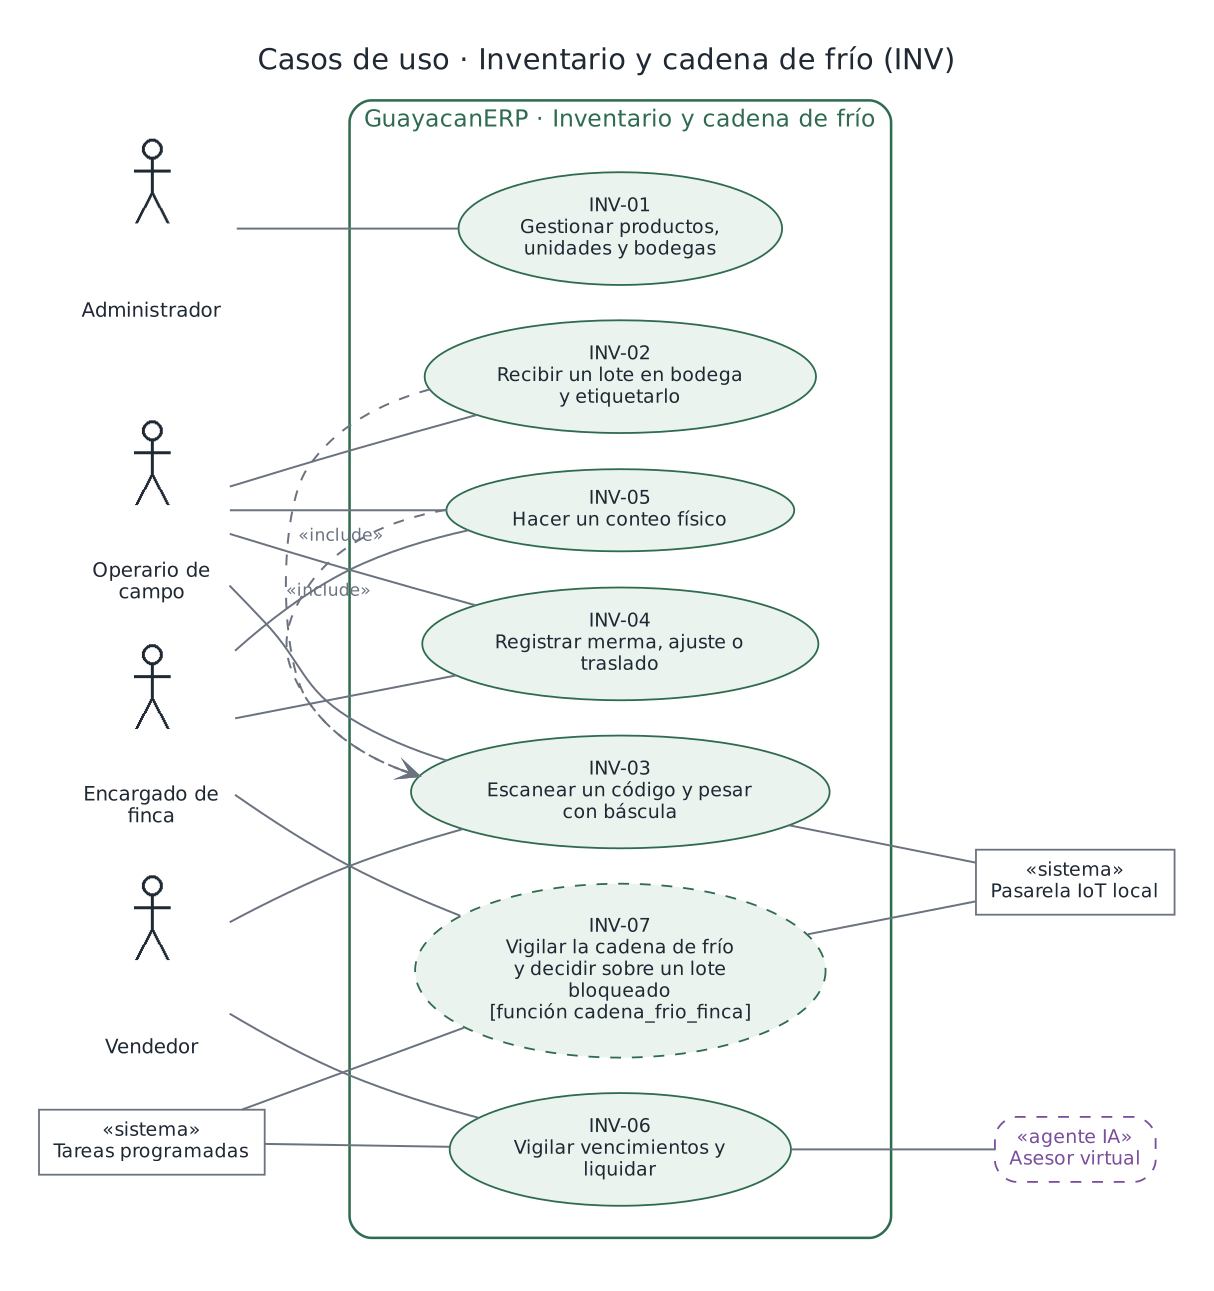 Casos de uso · Inventario y cadena de frío (INV)
GuayacanERP · Inventario y cadena de frío
Administrador
INV-01
Gestionar productos,
unidades y bodegas
INV-02
Recibir un lote en bodega
y etiquetarlo
Operario de
campo
INV-05
Hacer un conteo físico
«include»
«include»
INV-04
Registrar merma, ajuste o
traslado
Encargado de
finca
INV-03
Escanear un código y pesar
con báscula
«sistema»
Pasarela IoT local
Vendedor
INV-07
Vigilar la cadena de frío
y decidir sobre un lote
bloqueado
[función cadena_frio_finca]
«sistema»
Tareas programadas
INV-06
Vigilar vencimientos y
liquidar
«agente IA»
Asesor virtual